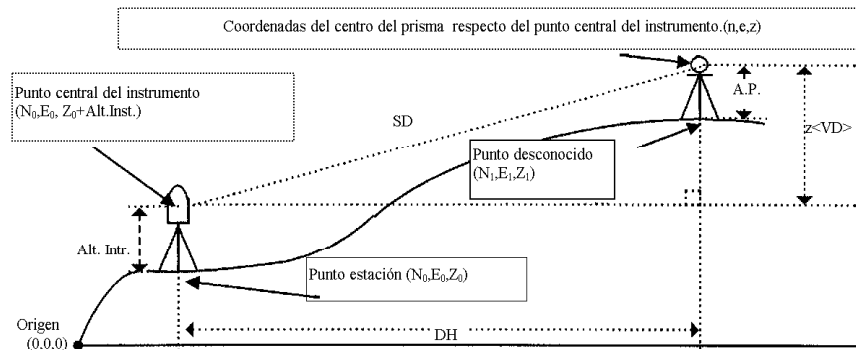 Coordenadas del centro del prisma respecto del punto central del instrumento.(n,e,z)
Punto central del instrumento
(N₀,E₀, Z₀+Alt.Inst.)
A.P.
SD
z<VD>
Punto desconocido
(N₁,E₁,Z₁)
Alt. Intr.
Punto estación (N₀,E₀,Z₀)
Origen
(0,0,0)
DH